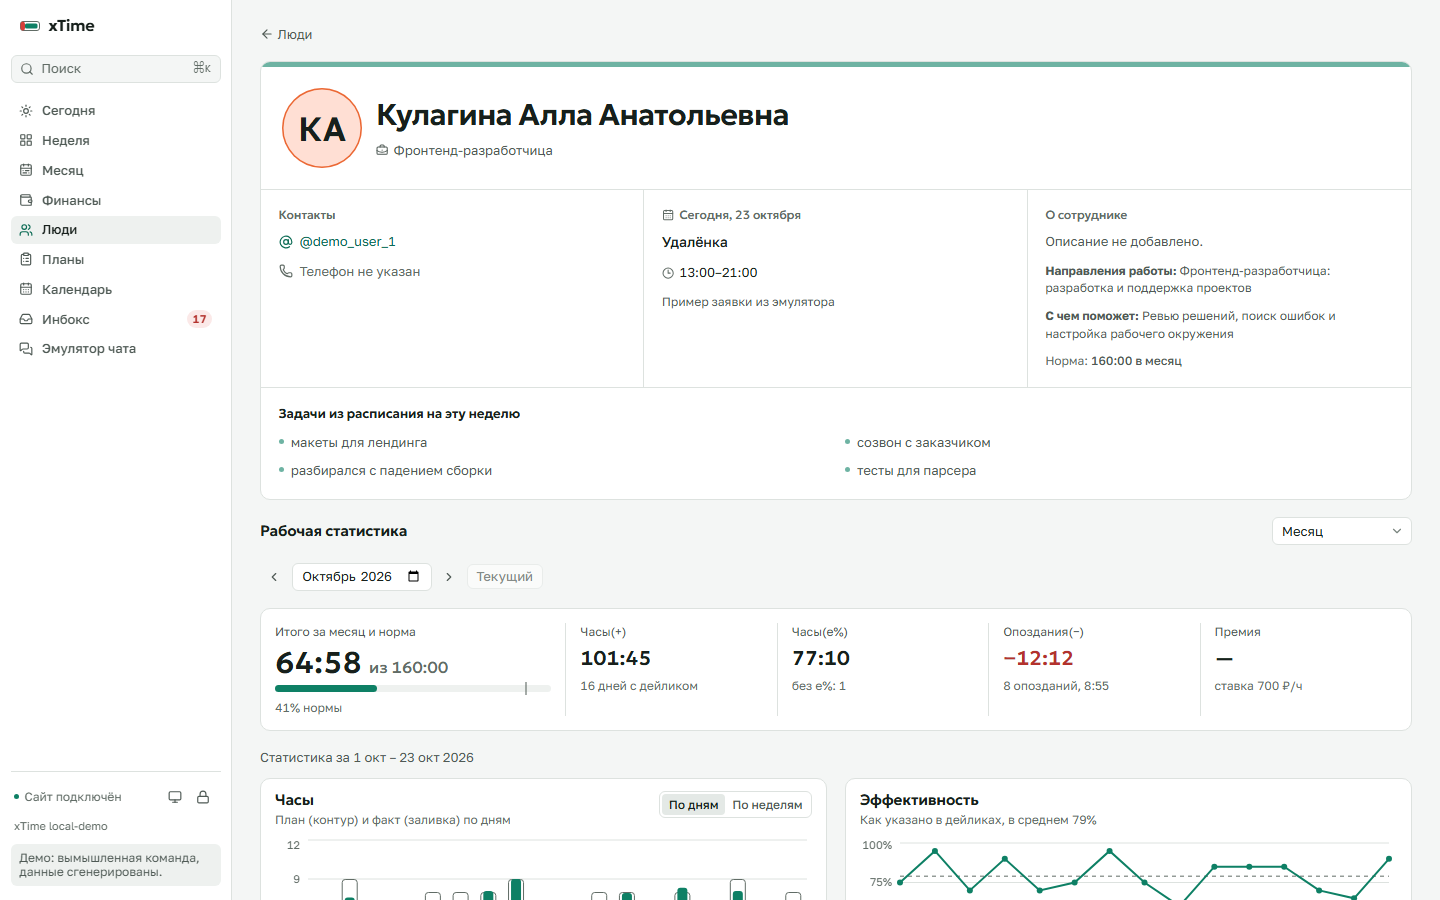 xTime
Поиск
⌘K
Сегодня
Неделя
Месяц
Финансы
Люди
Планы
Календарь
Инбокс 17
Эмулятор чата
Сайт подключён
xTime local-demo
Демо: вымышленная команда,
данные сгенерированы.
← Люди
КА
Кулагина Алла Анатольевна
Фронтенд-разработчица
Контакты
@demo_user_1
Телефон не указан
Сегодня, 23 октября
Удалёнка
13:00–21:00
Пример заявки из эмулятора
О сотруднике
Описание не добавлено.
Направления работы: Фронтенд-разработчица:
разработка и поддержка проектов
С чем поможет: Ревью решений, поиск ошибок и
настройка рабочего окружения
Норма: 160:00 в месяц
Задачи из расписания на эту неделю
макеты для лендинга
созвон с заказчиком
разбирался с падением сборки
тесты для парсера
Рабочая статистика
Месяц
Октябрь 2026
Текущий
Итого за месяц и норма
64:58 из 160:00
41% нормы
Часы(+)
101:45
16 дней с дейликом
Часы(е%)
77:10
без е%: 1
Опоздания(−)
−12:12
8 опозданий, 8:55
Премия
—
ставка 700 ₽/ч
Статистика за 1 окт – 23 окт 2026
Часы
План (контур) и факт (заливка) по дням
По дням
По неделям
12
9
Эффективность
Как указано в дейликах, в среднем 79%
100%
75%